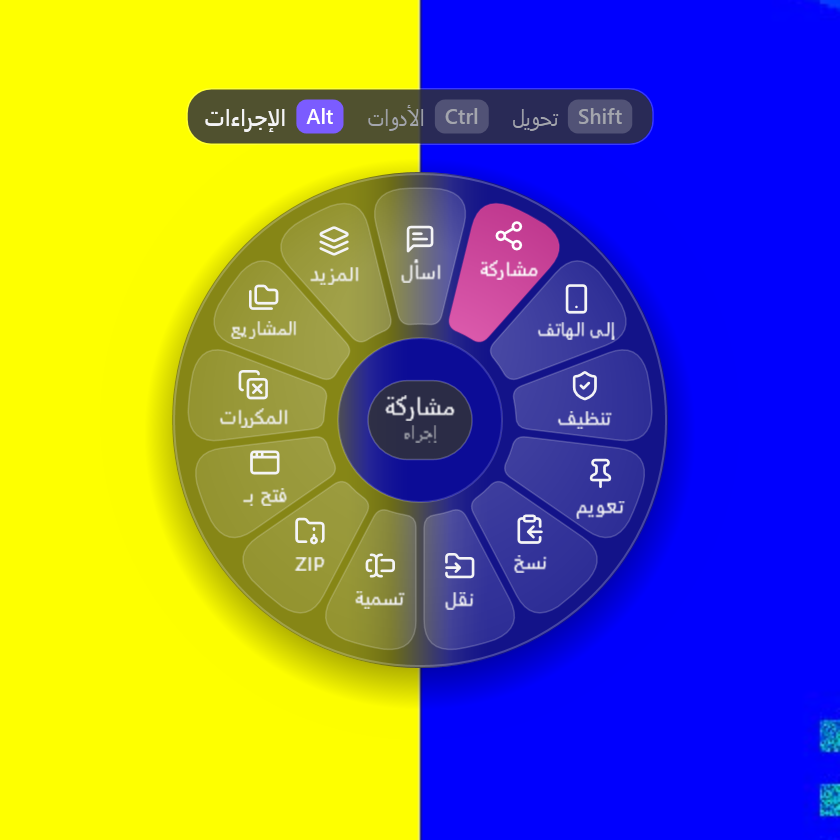 Shift تحويل Ctrl الأدوات Alt الإجراءات
اسأل
مشاركة
إلى الهاتف
تنظيف
تعويم
نسخ
نقل
تسمية
ZIP
فتح بـ
المكررات
المشاريع
المزيد
مشاركة
إجراء